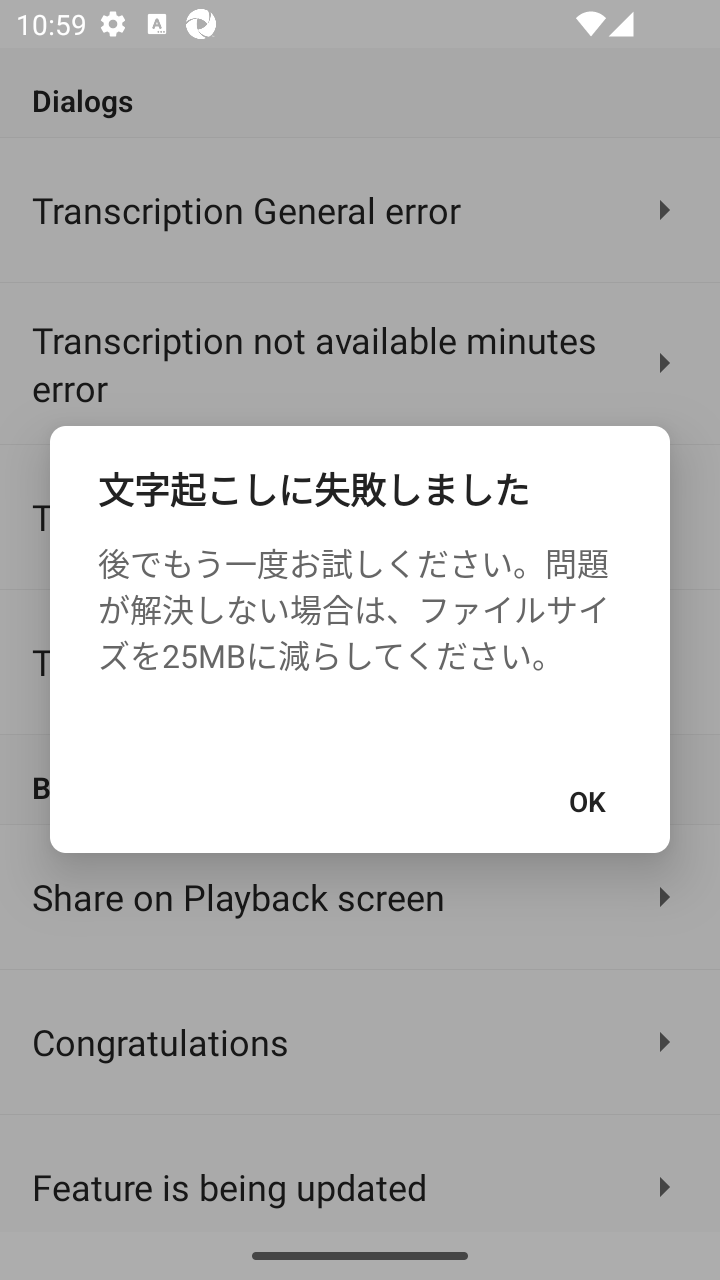 10:59
Dialogs
Transcription General error
Transcription not available minutes
error
T
文字起こしに失敗しました
後でもう一度お試しください。問題
が解決しない場合は、ファイルサイ
ズを25MBに減らしてください。
T
B
OK
Share on Playback screen
Congratulations
Feature is being updated